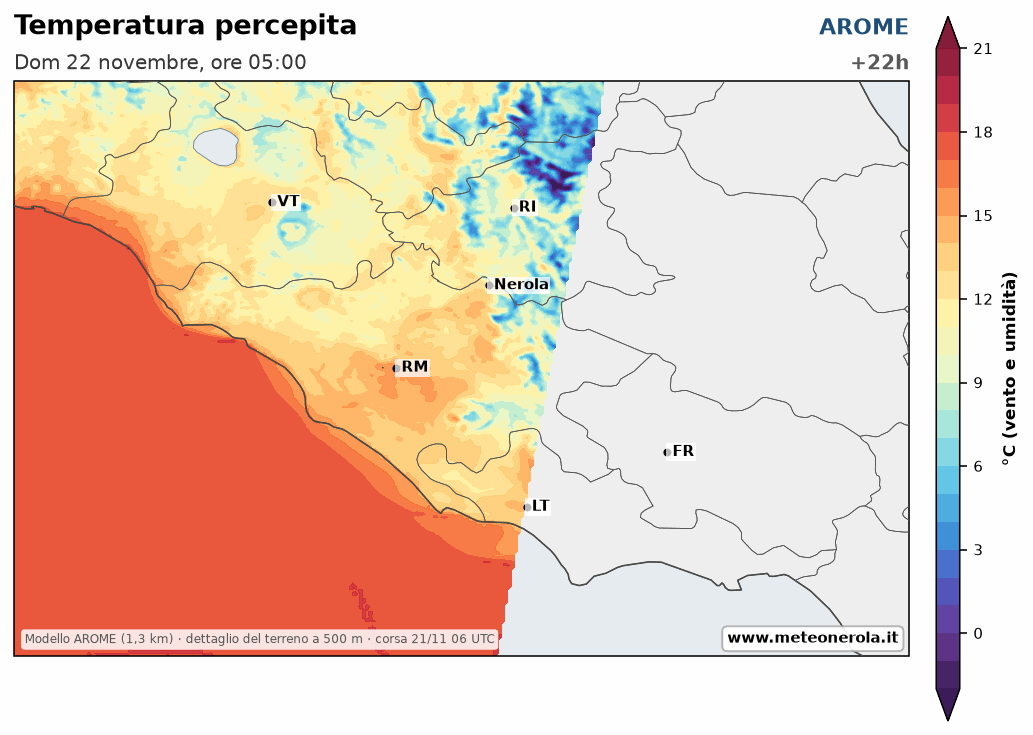 Temperatura percepita
AROME
Dom 22 novembre, ore 05:00
+22h
VT
RI
Nerola
RM
FR
LT
Modello AROME (1,3 km) · dettaglio del terreno a 500 m · corsa 21/11 06 UTC
www.meteonerola.it
21
18
15
12
9
6
3
0
°C (vento e umidità)